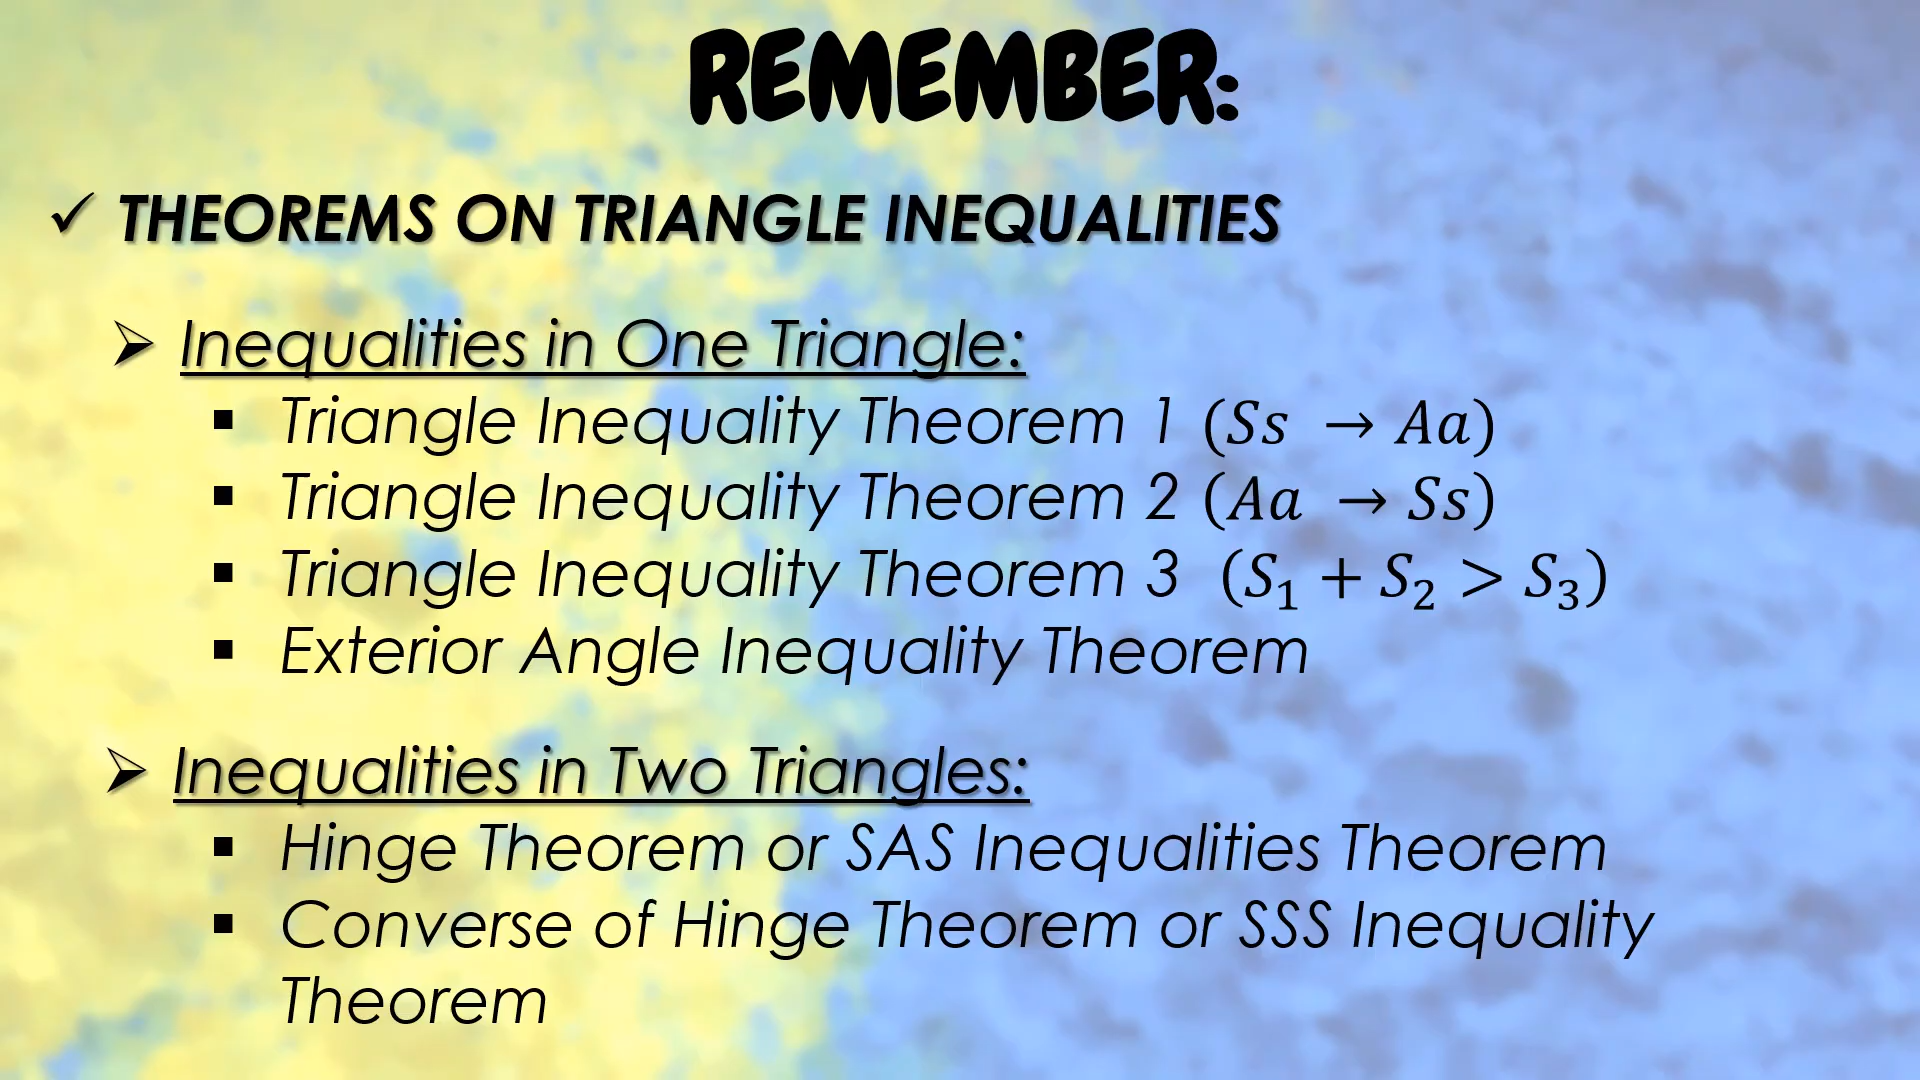 REMEMBER:
✓ THEOREMS ON TRIANGLE INEQUALITIES
➢ Inequalities in One Triangle:
▪ Triangle Inequality Theorem 1 (Ss → Aa)
▪ Triangle Inequality Theorem 2 (Aa → Ss)
▪ Triangle Inequality Theorem 3 (S₁ + S₂ > S₃)
▪ Exterior Angle Inequality Theorem
➢ Inequalities in Two Triangles:
▪ Hinge Theorem or SAS Inequalities Theorem
▪ Converse of Hinge Theorem or SSS Inequality
Theorem